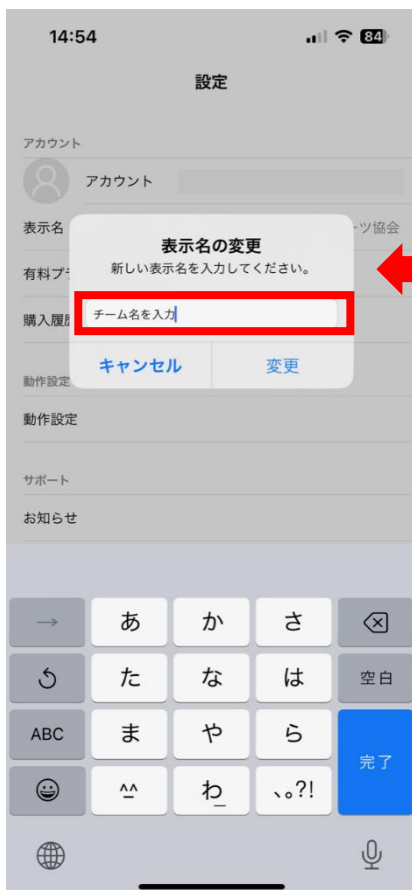 14:54 84
設定
アカウント
アカウント
表示名 ーツ協会
表示名の変更
新しい表示名を入力してください。
有料プ
チーム名を入力
購入履
キャンセル 変更
動作設定
動作設定
サポート
お知らせ
→ あ か さ
た な は 空白
ABC ま や ら
完了
^^ わ 、。?!